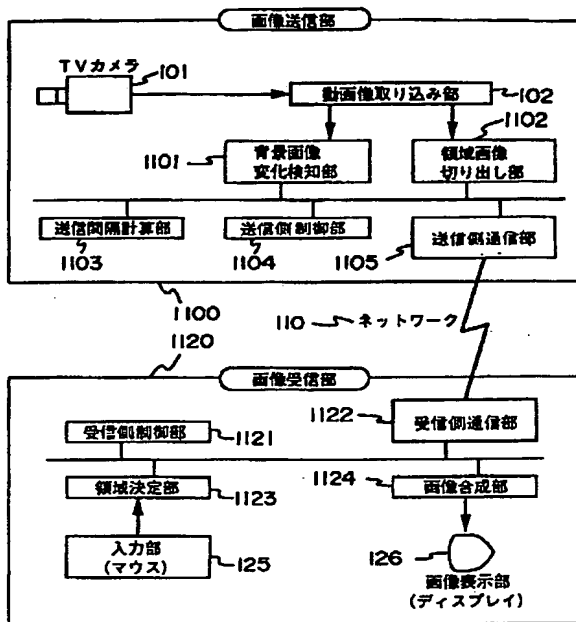 画像送信部
TVカメラ
101
動画像取り込み部
102
1102
1101
背景画像
変化検知部
領域画像
切り出し部
送信間隔計算部
送信側制御部
送信側通信部
1103
1104
1105
1100
110
ネットワーク
1120
画像受信部
受信側制御部
1121
1122
受信側通信部
領域決定部
1123
1124
画像合成部
入力部
(マウス)
125
126
画像表示部
(ディスプレイ)